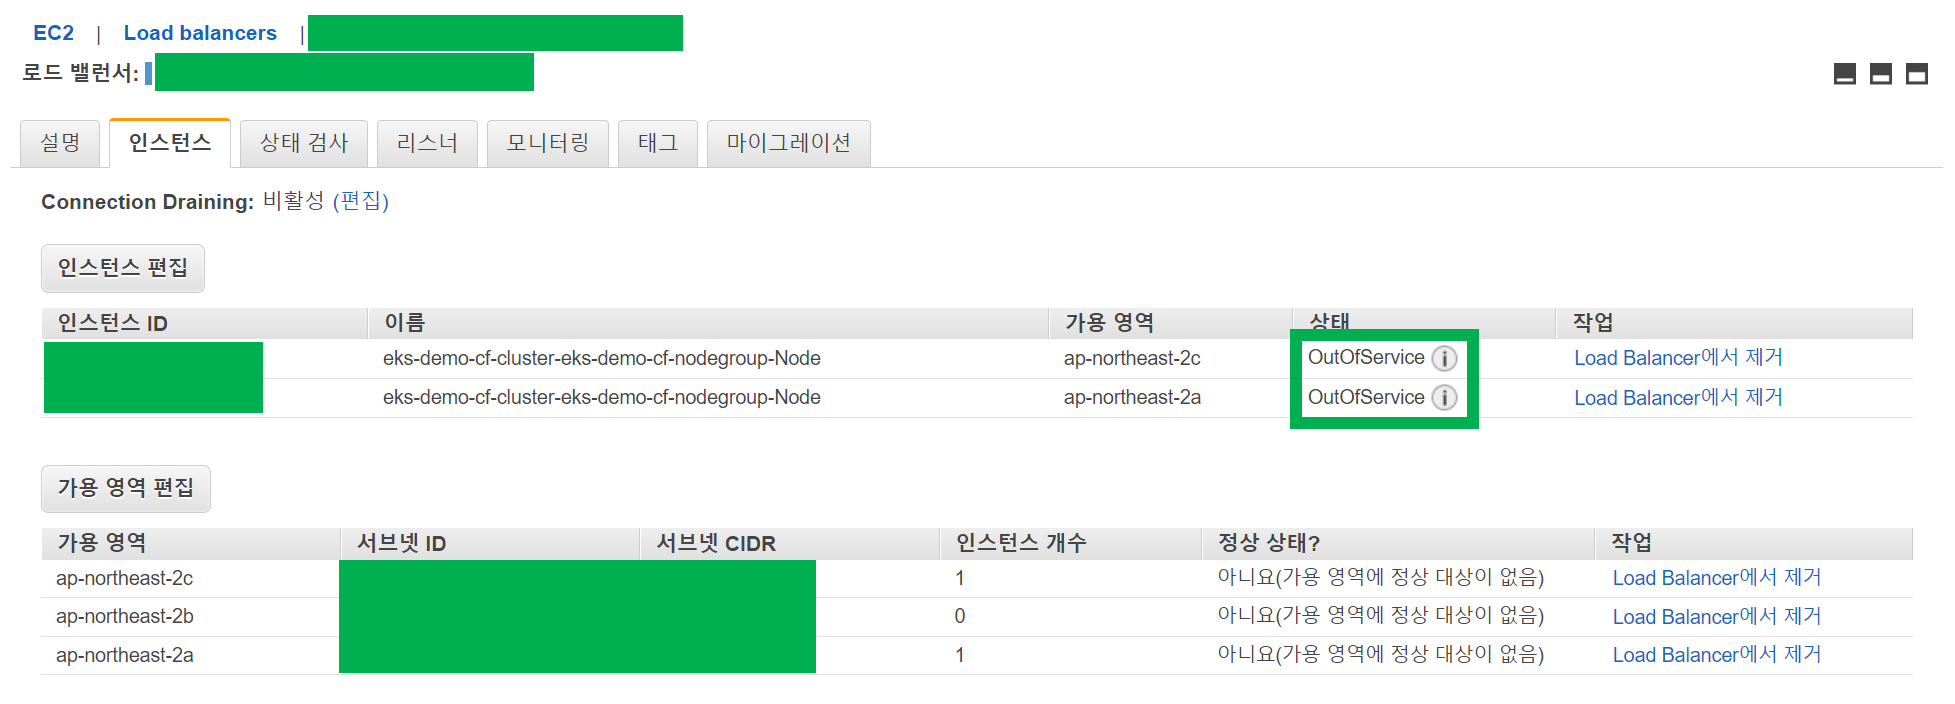 EC2 | Load balancers |
로드 밸런서:
설명 인스턴스 상태 검사 리스너 모니터링 태그 마이그레이션
Connection Draining: 비활성 (편집)
인스턴스 편집
인스턴스 ID 이름 가용 영역 상태 작업
eks-demo-cf-cluster-eks-demo-cf-nodegroup-Node ap-northeast-2c OutOfService i Load Balancer에서 제거
eks-demo-cf-cluster-eks-demo-cf-nodegroup-Node ap-northeast-2a OutOfService i Load Balancer에서 제거
가용 영역 편집
가용 영역 서브넷 ID 서브넷 CIDR 인스턴스 개수 정상 상태? 작업
ap-northeast-2c 1 아니요(가용 영역에 정상 대상이 없음) Load Balancer에서 제거
ap-northeast-2b 0 아니요(가용 영역에 정상 대상이 없음) Load Balancer에서 제거
ap-northeast-2a 1 아니요(가용 영역에 정상 대상이 없음) Load Balancer에서 제거